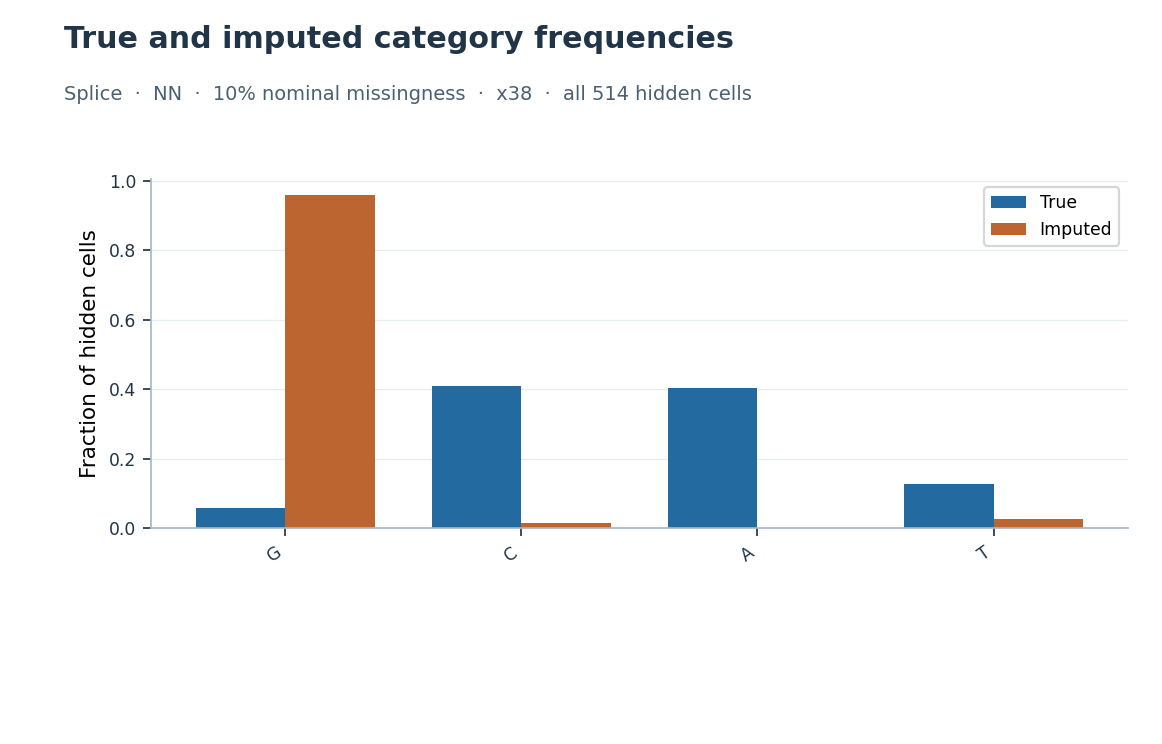 True and imputed category frequencies
Splice · NN · 10% nominal missingness · x38 · all 514 hidden cells
Fraction of hidden cells
1.0
0.8
0.6
0.4
0.2
0.0
True
Imputed
G
C
A
T